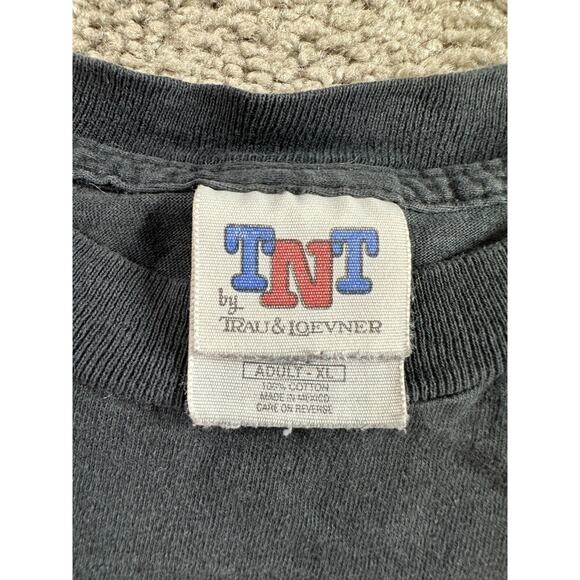 TNT
by
TRAU & LOEVNER
ADULT - XL
100% COTTON
MADE IN MEXICO
CARE ON REVERSE